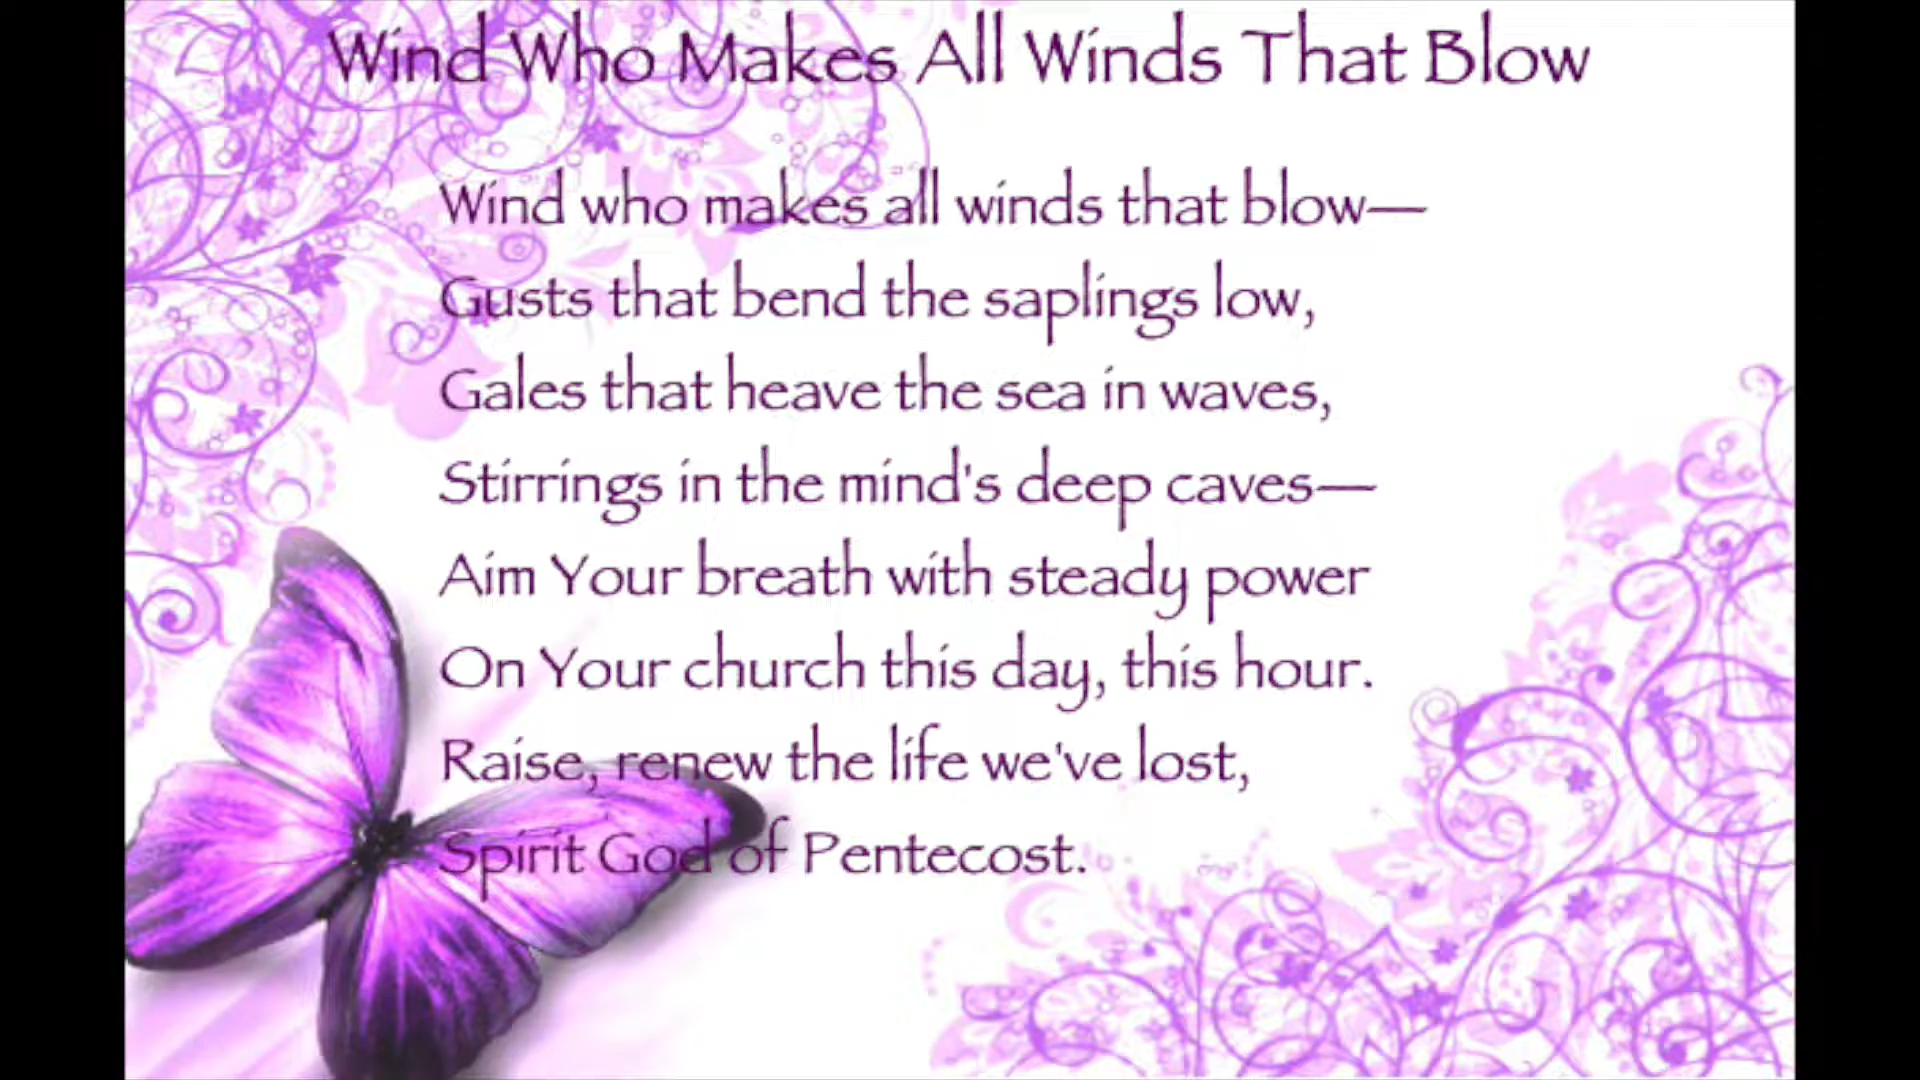 Wind Who Makes All Winds That Blow
Wind who makes all winds that blow—
Gusts that bend the saplings low,
Gales that heave the sea in waves,
Stirrings in the mind's deep caves—
Aim Your breath with steady power
On Your church this day, this hour.
Raise, renew the life we've lost,
Spirit God of Pentecost.